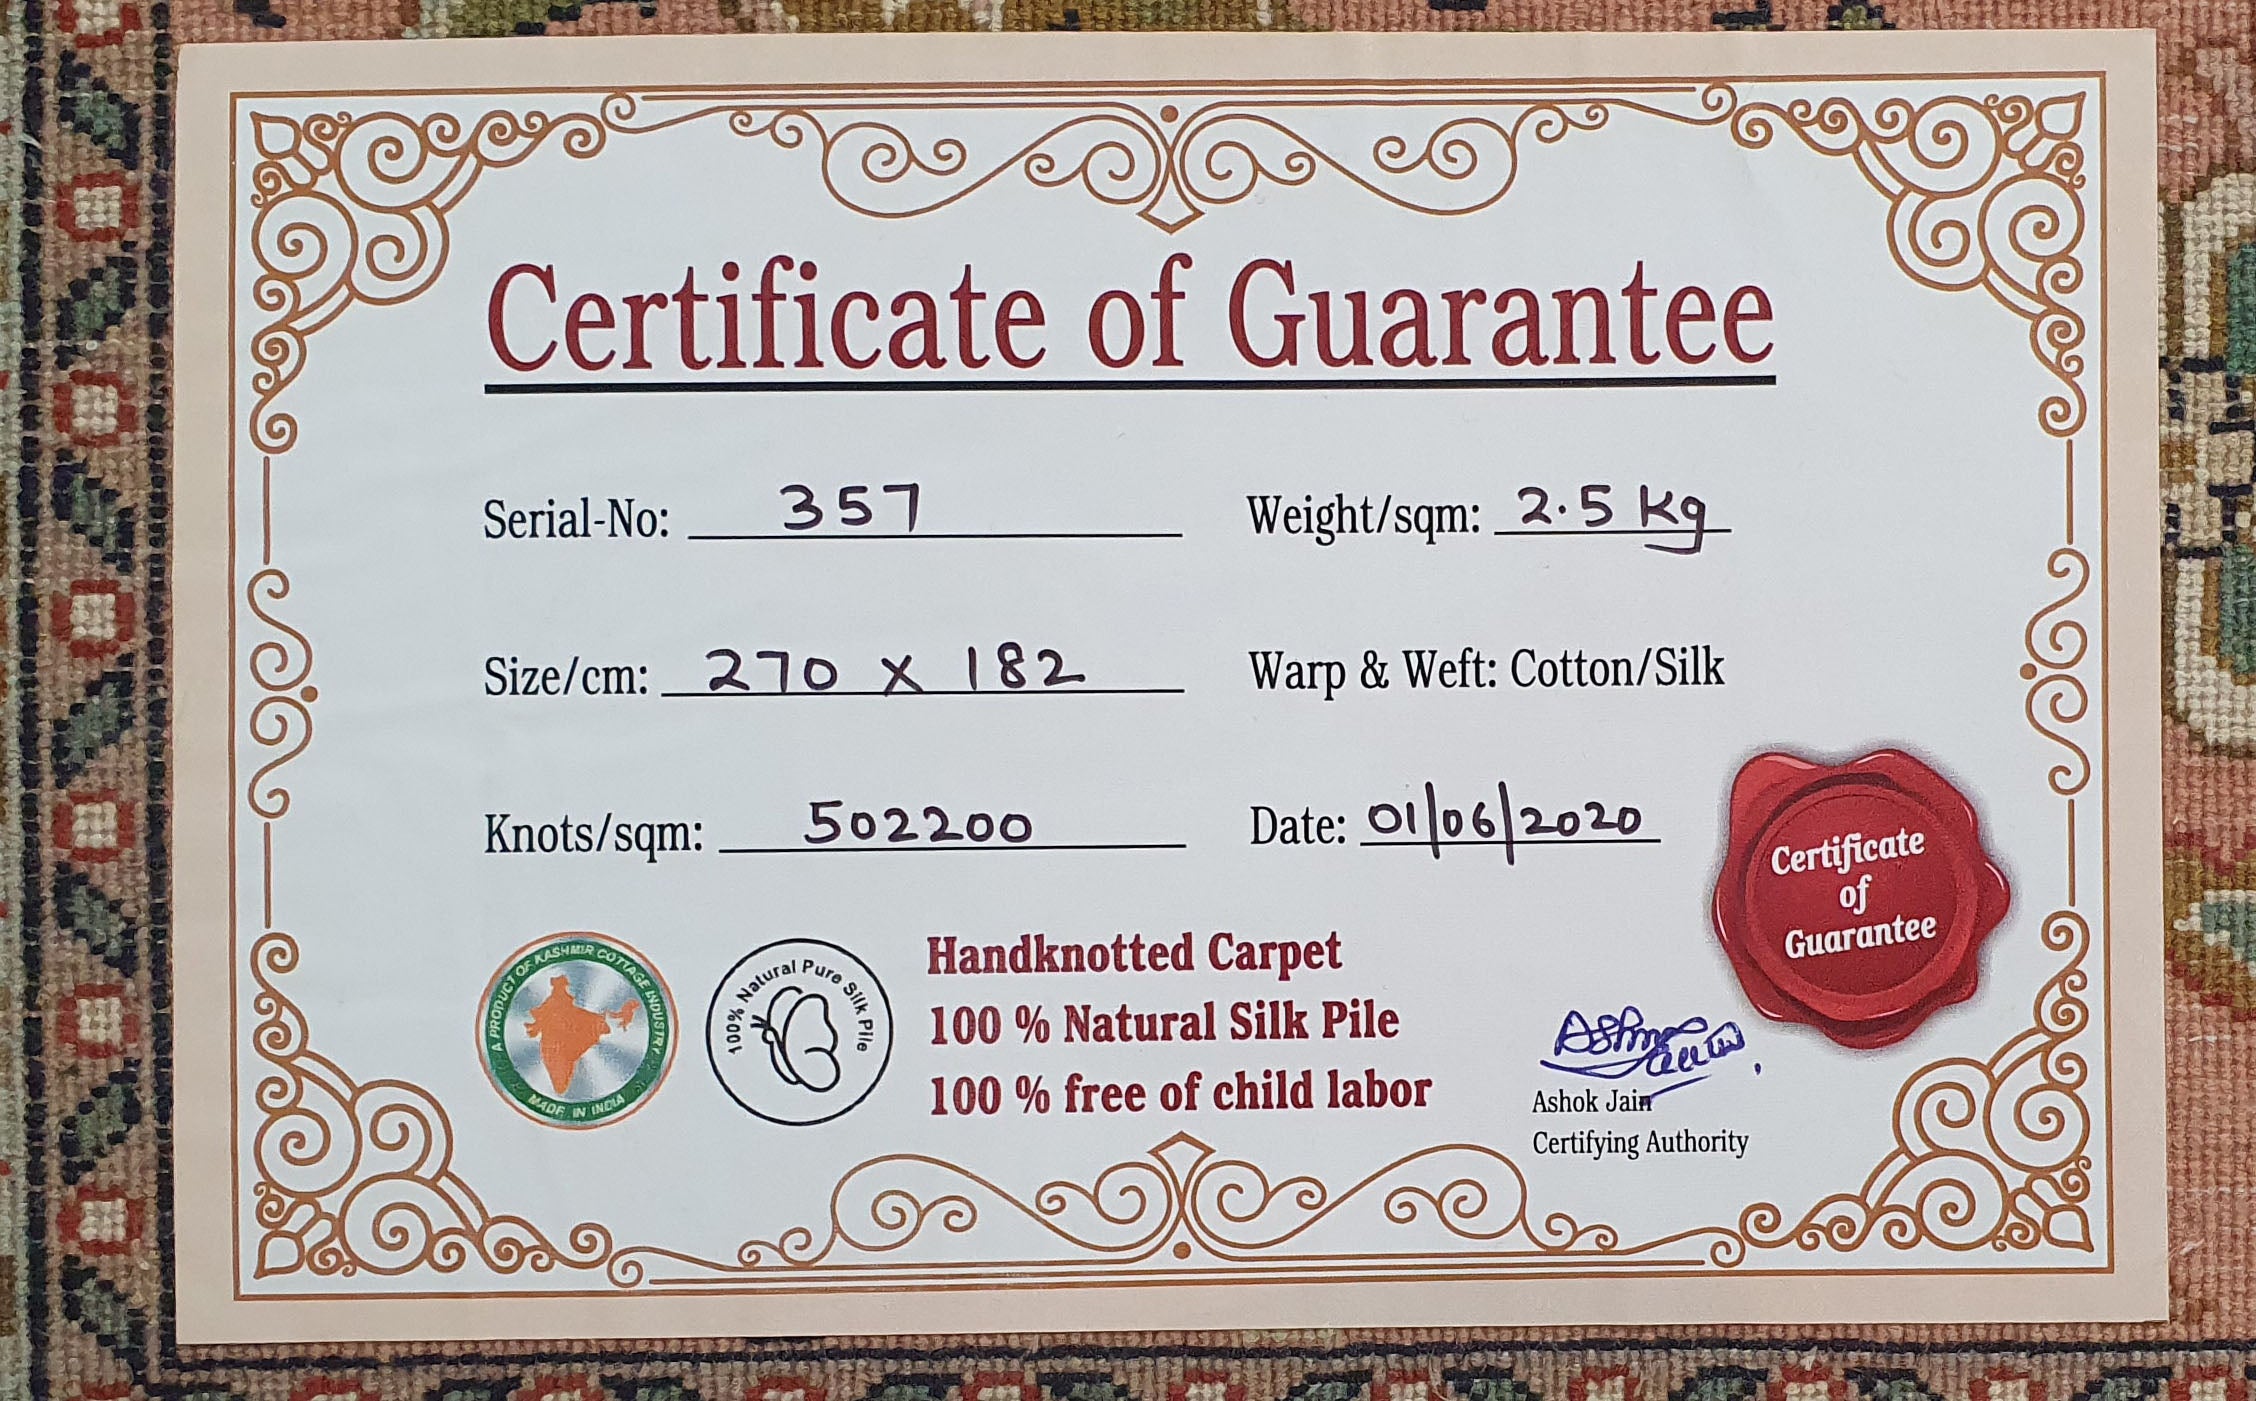 Certificate of Guarantee
Serial-No: 357
Weight/sqm: 2.5 kg
Size/cm: 270 x 182
Warp & Weft: Cotton/Silk
Knots/sqm: 502200
Date: 01/06/2020
Certificate
of
Guarantee
A PRODUCT OF KASHMIR COTTAGE INDUSTRY
MADE IN INDIA
100% Natural Pure Silk Pile
Handknotted Carpet
100 % Natural Silk Pile
100 % free of child labor
Ashok Jain
Certifying Authority